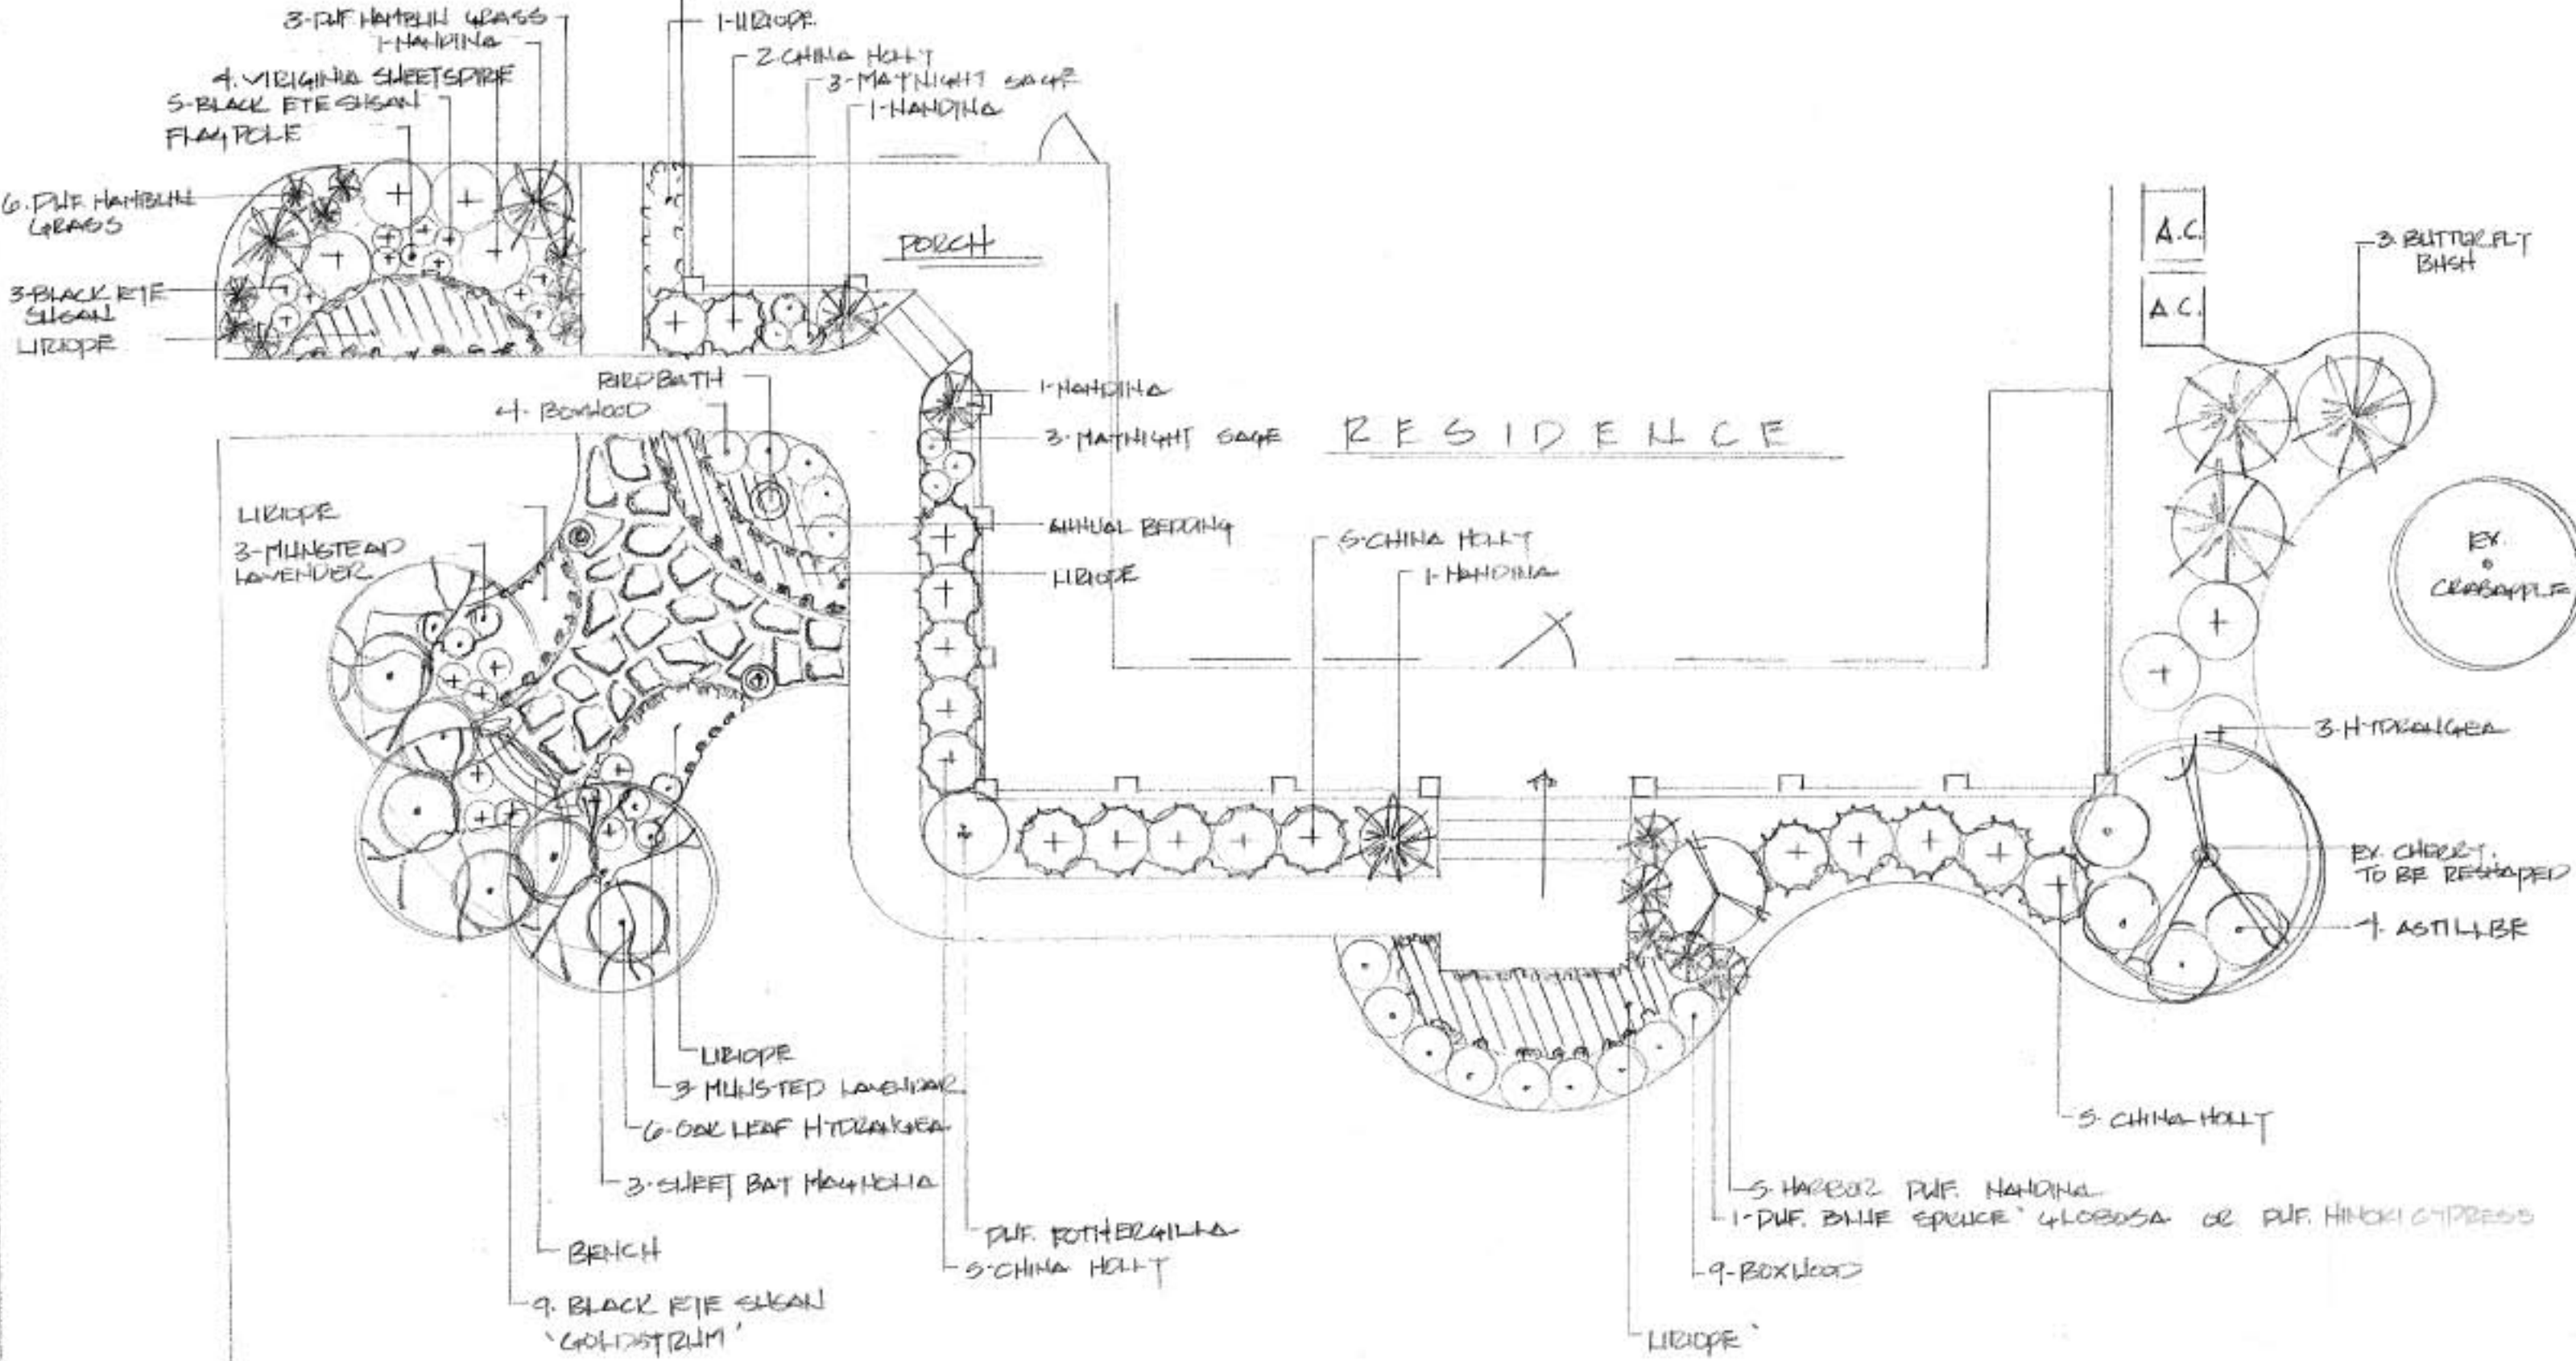 3-DWF. HAMELIN GRASS
1-NANDINA
4. VIRIGINIA SWEETSPIRE
5-BLACK EYE SUSAN
FLAG POLE
6. DWF. HAMELIN
GRASS
3-BLACK EYE
SUSAN
LIRIOPE
1-LIRIOPE
2 CHINA HOLLY
3-MAYNIGHT SAGE
1-NANDINA
PORCH
BIRDBATH
4-BOXWOOD
LIRIOPE
3-MUNSTEAD
LAVENDER
1-NANDINA
3-MAYNIGHT SAGE
ANNUAL BEDDING
LIRIOPE
RESIDENCE
5-CHINA HOLLY
1-NANDINA
A.C.
A.C.
3. BUTTERFLY
BUSH
EX.
CRABAPPLE
3-HYDRANGEA
EX. CHERRY.
TO BE RESHAPED
4. ASTILLBE
LIRIOPE
3-MUNSTED LAVENDAR
6-OAK LEAF HYDRANGEA
3-SWEET BAY MAGNOLIA
BENCH
9. BLACK EYE SUSAN
'GOLDSTRUM'
DWF. FOTHERGILLA
5-CHINA HOLLY
5-CHINA HOLLY
5-HARBOR DWF. NANDINA
1-DWF. BLUE SPRUCE 'GLOBOSA OR DWF. HINOKI CYPRESS
9-BOXWOOD
LIRIOPE